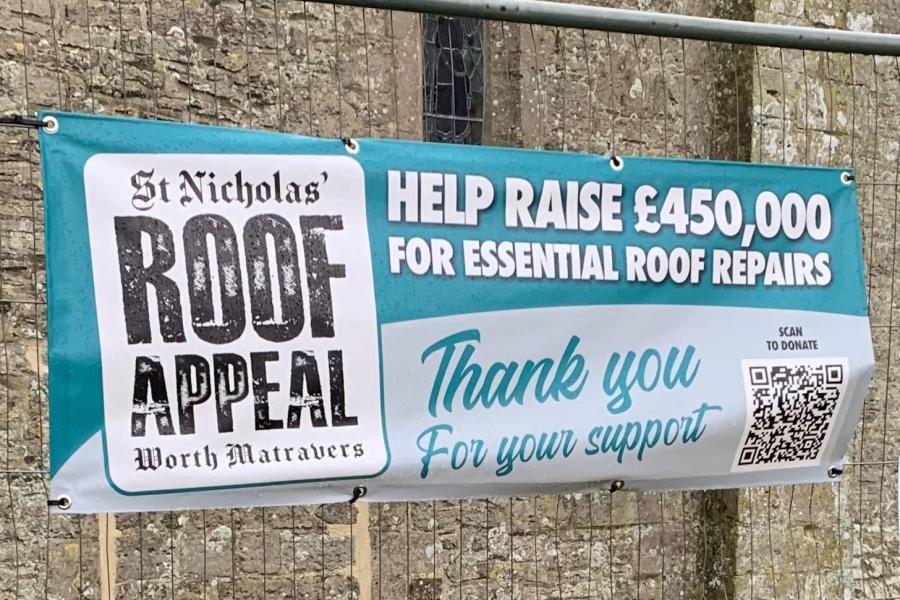 St Nicholas'
ROOF
APPEAL
Worth Matravers
HELP RAISE £450,000
FOR ESSENTIAL ROOF REPAIRS
Thank you
For your support
SCAN
TO DONATE